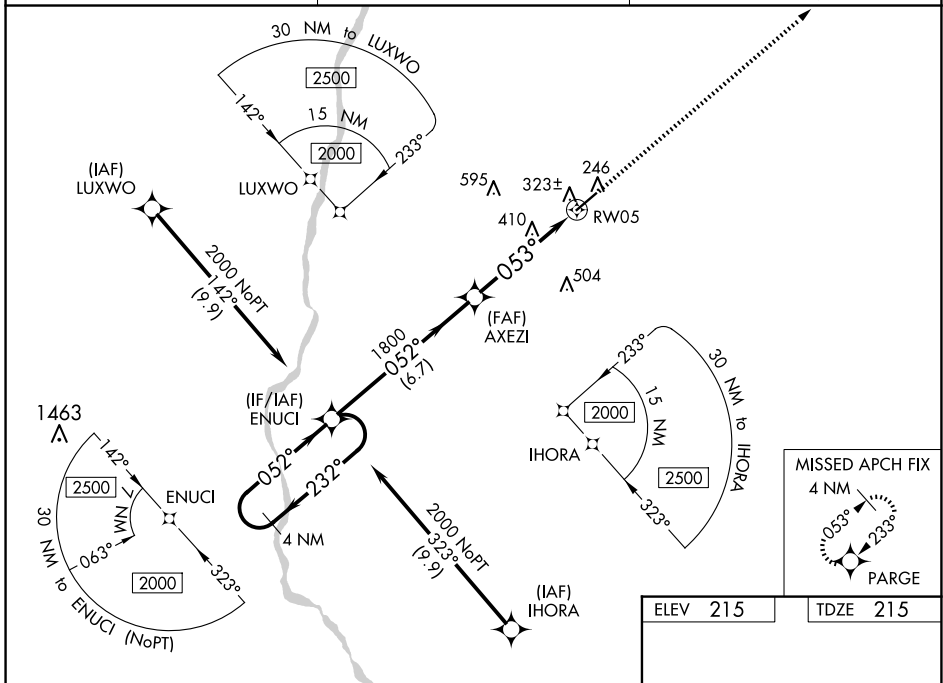 30 NM to LUXWO
2500
142°
15 NM
2000
233°
LUXWO
(IAF)
LUXWO
2000 NoPT
142°
(9.9)
595
323±
246
RW05
410
053°
504
(FAF)
AXEZI
1800
052°
(6.7)
(IF/IAF)
ENUCI
052°
232°
4 NM
1463
142°
2500
7 NM
ENUCI
063°
2000
323°
30 NM to ENUCI (NoPT)
233°
15 NM
30 NM to IHORA
2000
IHORA
2500
323°
2000 NoPT
323°
(9.9)
(IAF)
IHORA
MISSED APCH FIX
4 NM
053°
233°
PARGE
ELEV 215
TDZE 215